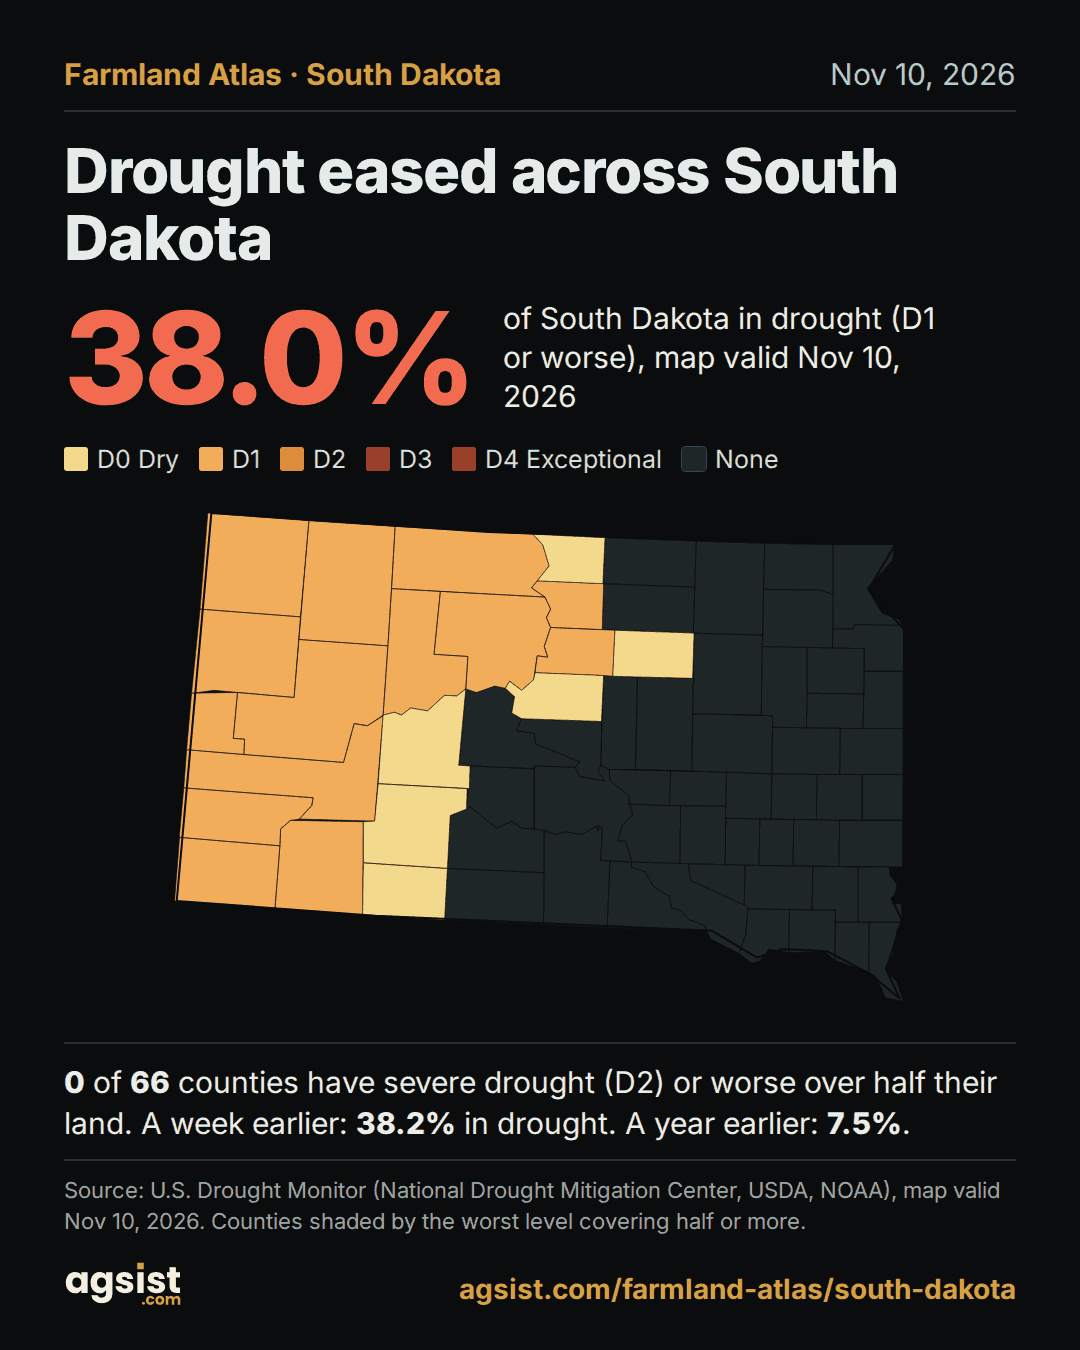 Farmland Atlas · South Dakota
Nov 10, 2026
Drought eased across South
Dakota
38.0%
of South Dakota in drought (D1
or worse), map valid Nov 10,
2026
D0 Dry D1 D2 D3 D4 Exceptional None
0 of 66 counties have severe drought (D2) or worse over half their
land. A week earlier: 38.2% in drought. A year earlier: 7.5%.
Source: U.S. Drought Monitor (National Drought Mitigation Center, USDA, NOAA), map valid
Nov 10, 2026. Counties shaded by the worst level covering half or more.
agsist
.com
agsist.com/farmland-atlas/south-dakota